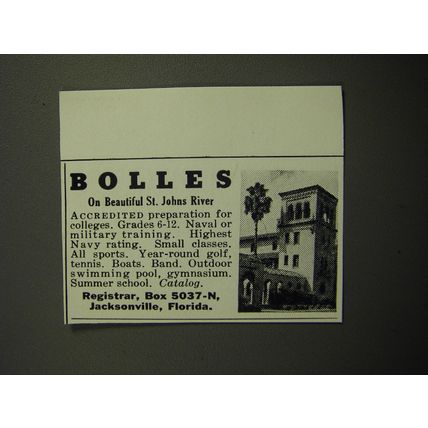 BOLLES
On Beautiful St. Johns River
ACCREDITED preparation for
colleges. Grades 6-12. Naval or
military training. Highest
Navy rating. Small classes.
All sports. Year-round golf,
tennis. Boats. Band. Outdoor
swimming pool, gymnasium.
Summer school. Catalog.
Registrar, Box 5037-N,
Jacksonville, Florida.